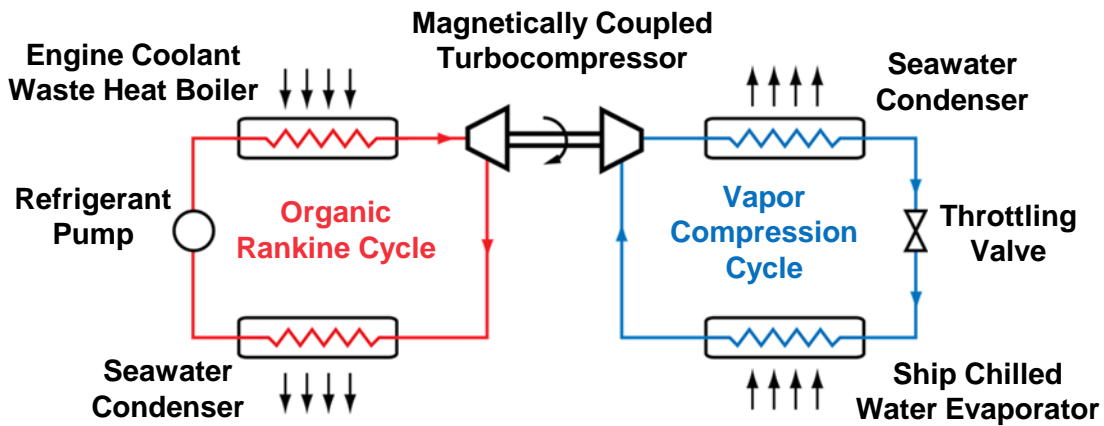 Magnetically Coupled
Turbocompressor
Engine Coolant
Waste Heat Boiler
Seawater
Condenser
Refrigerant
Pump
Organic
Rankine Cycle
Vapor
Compression
Cycle
Throttling
Valve
Seawater
Condenser
Ship Chilled
Water Evaporator